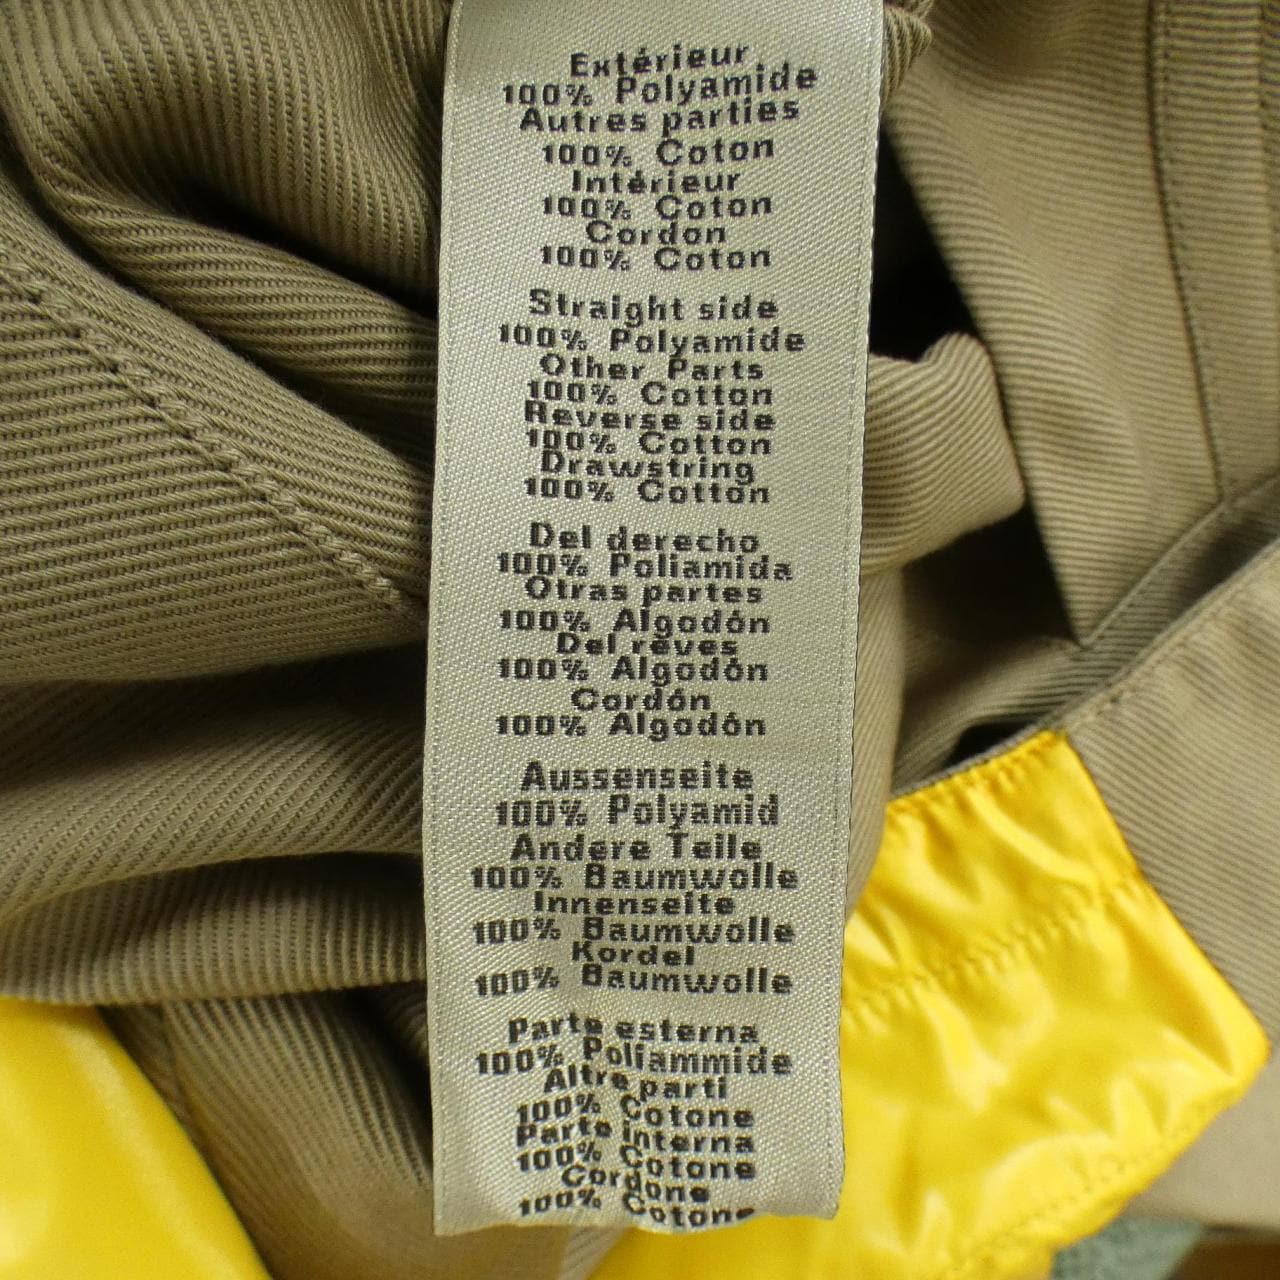 Extérieur
100% Polyamide
Autres parties
100% Coton
Intérieur
100% Coton
Cordon
100% Coton
Straight side
100% Polyamide
Other Parts
100% Cotton
Reverse side
100% Cotton
Drawstring
100% Cotton
Del derecho
100% Poliamida
Otras partes
100% Algodón
Del rêves
100% Algodón
Cordón
100% Algodón
Aussenseite
100% Polyamid
Andere Teile
100% Baumwolle
Innenseite
100% Baumwolle
Kordel
100% Baumwolle
Parte esterna
100% Poliammide
Altre parti
100% Cotone
Parte interna
100% Cotone
Cordone
100% Cotone